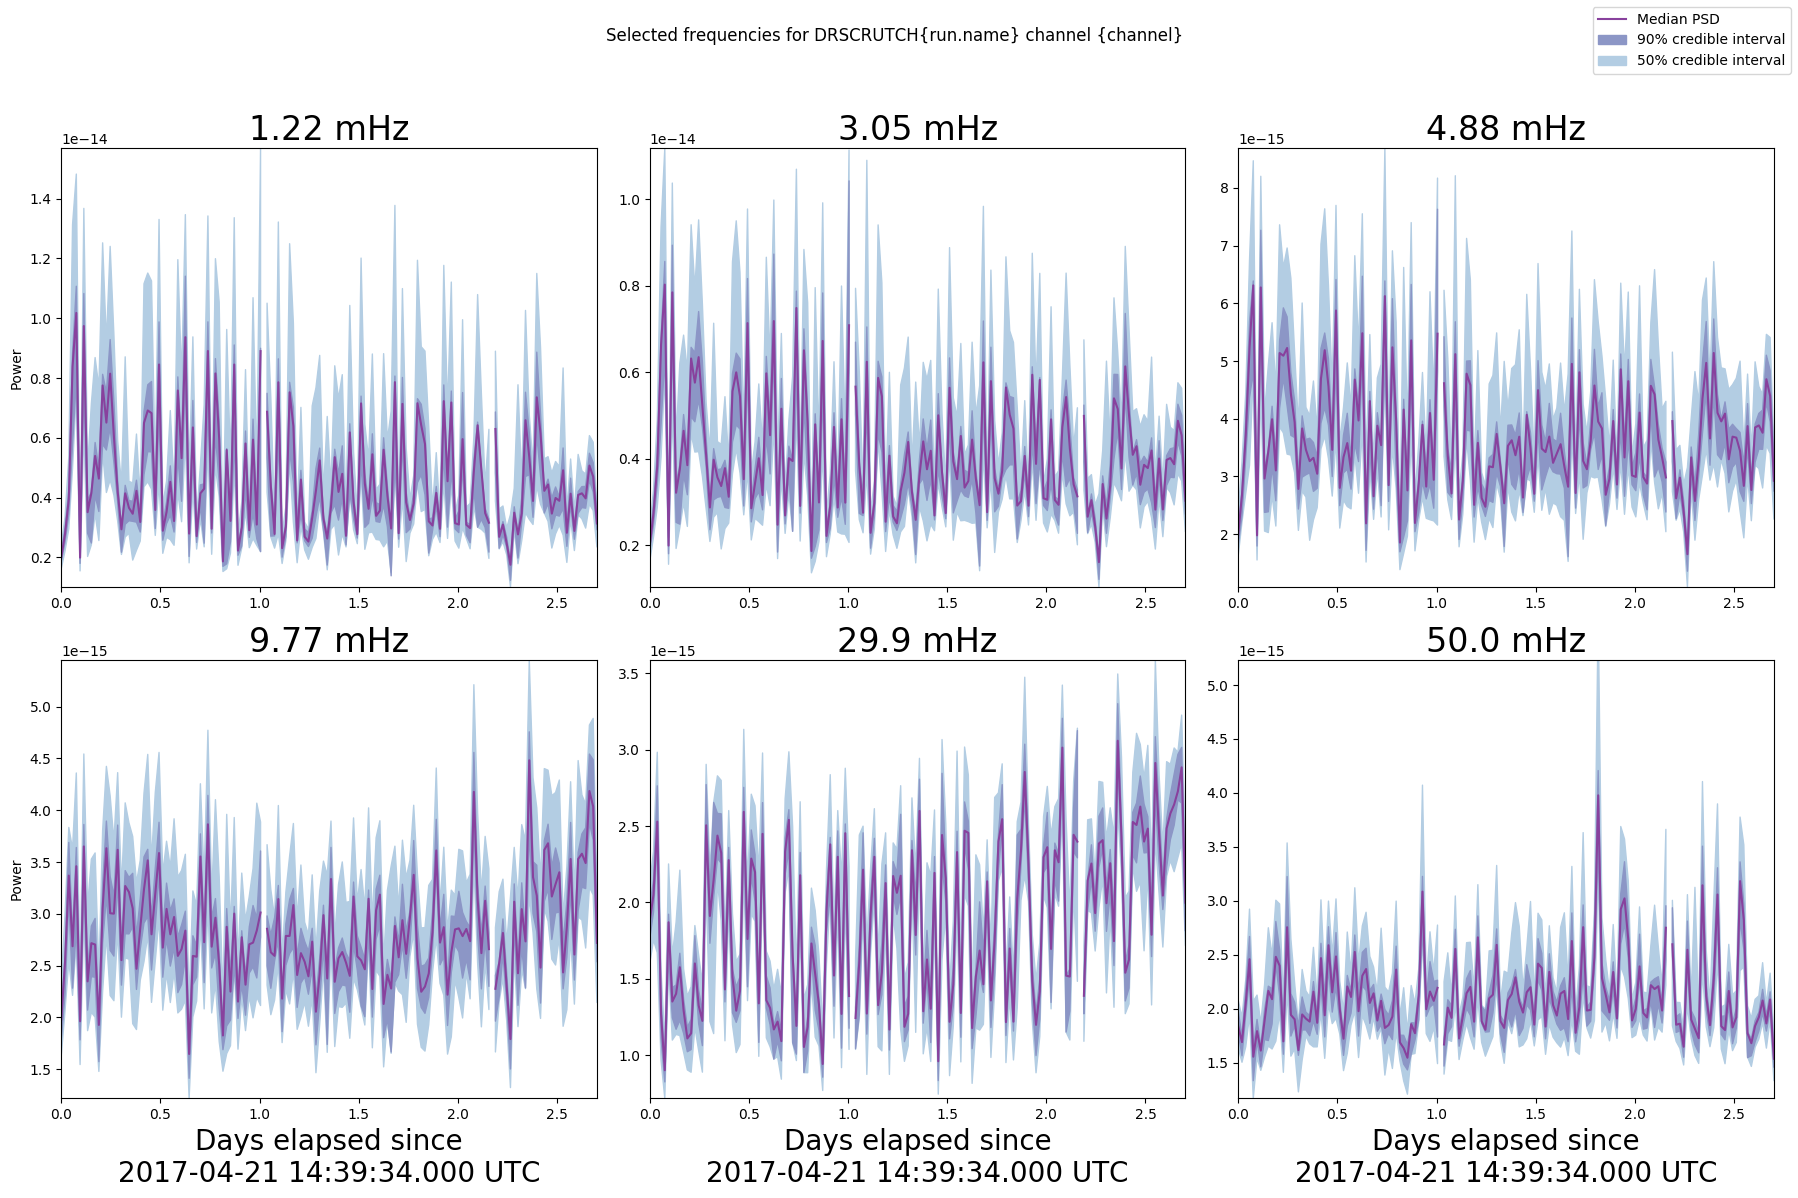 Selected frequencies for DRSCRUTCH{run.name} channel {channel}
Median PSD
90% credible interval
50% credible interval
1.22 mHz
3.05 mHz
4.88 mHz
1e−14
1e−14
1e−15
Power
1.4
1.2
1.0
0.8
0.6
0.4
0.2
0.0 0.5 1.0 1.5 2.0 2.5
1.0
0.8
0.6
0.4
0.2
0.0 0.5 1.0 1.5 2.0 2.5
8
7
6
5
4
3
2
0.0 0.5 1.0 1.5 2.0 2.5
9.77 mHz
29.9 mHz
50.0 mHz
1e−15
1e−15
1e−15
Power
5.0
4.5
4.0
3.5
3.0
2.5
2.0
1.5
0.0 0.5 1.0 1.5 2.0 2.5
3.5
3.0
2.5
2.0
1.5
1.0
0.0 0.5 1.0 1.5 2.0 2.5
5.0
4.5
4.0
3.5
3.0
2.5
2.0
1.5
0.0 0.5 1.0 1.5 2.0 2.5
Days elapsed since
2017-04-21 14:39:34.000 UTC
Days elapsed since
2017-04-21 14:39:34.000 UTC
Days elapsed since
2017-04-21 14:39:34.000 UTC